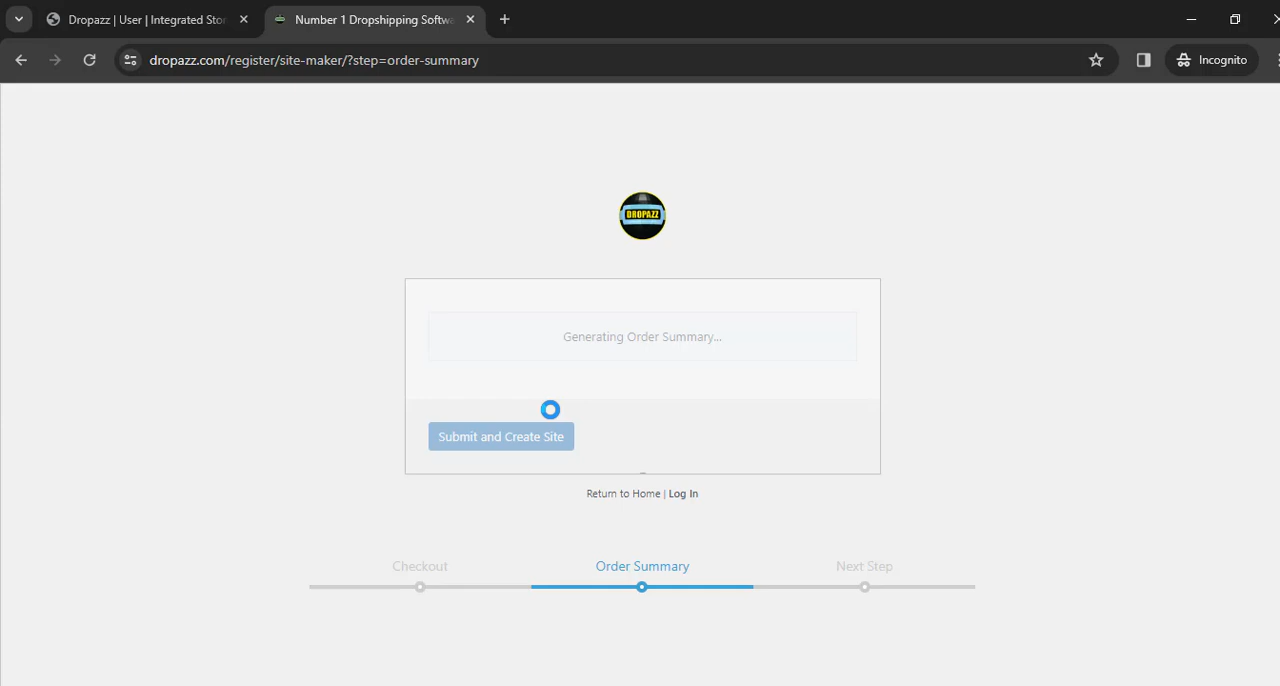 Dropazz | User | Integrated Stor
Number 1 Dropshipping Softwa
dropazz.com/register/site-maker/?step=order-summary
Incognito
DROPAZZ
Generating Order Summary...
Submit and Create Site
Return to Home | Log In
Checkout
Order Summary
Next Step